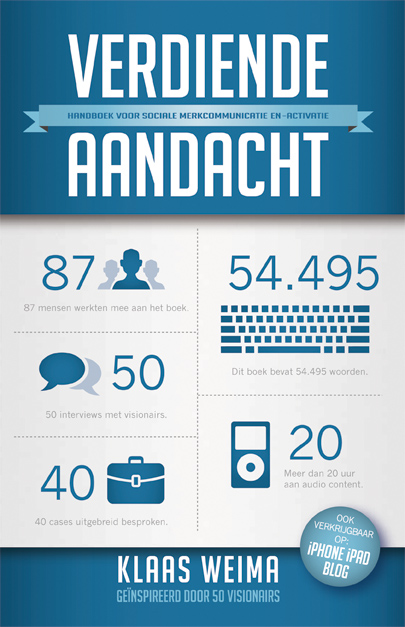 VERDIENDE
HANDBOEK VOOR SOCIALE MERKCOMMUNICATIE EN-ACTIVATIE
AANDACHT
87
87 mensen werkten mee aan het boek.
54.495
Dit boek bevat 54.495 woorden.
50
50 interviews met visionairs.
20
Meer dan 20 uur
aan audio content.
40
40 cases uitgebreid besproken.
OOK
VERKRIJGBAAR
OP:
iPHONE iPAD
BLOG
KLAAS WEIMA
GEÏNSPIREERD DOOR 50 VISIONAIRS